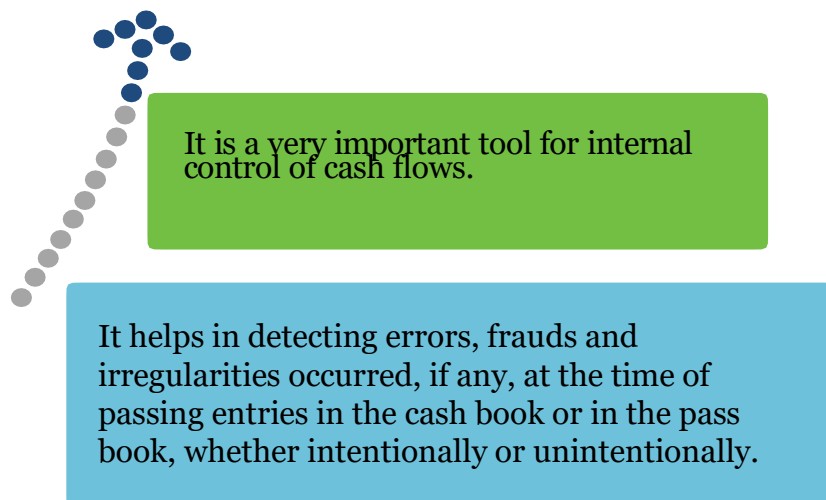 It is a very important tool for internal
control of cash flows.
It helps in detecting errors, frauds and
irregularities occurred, if any, at the time of
passing entries in the cash book or in the pass
book, whether intentionally or unintentionally.